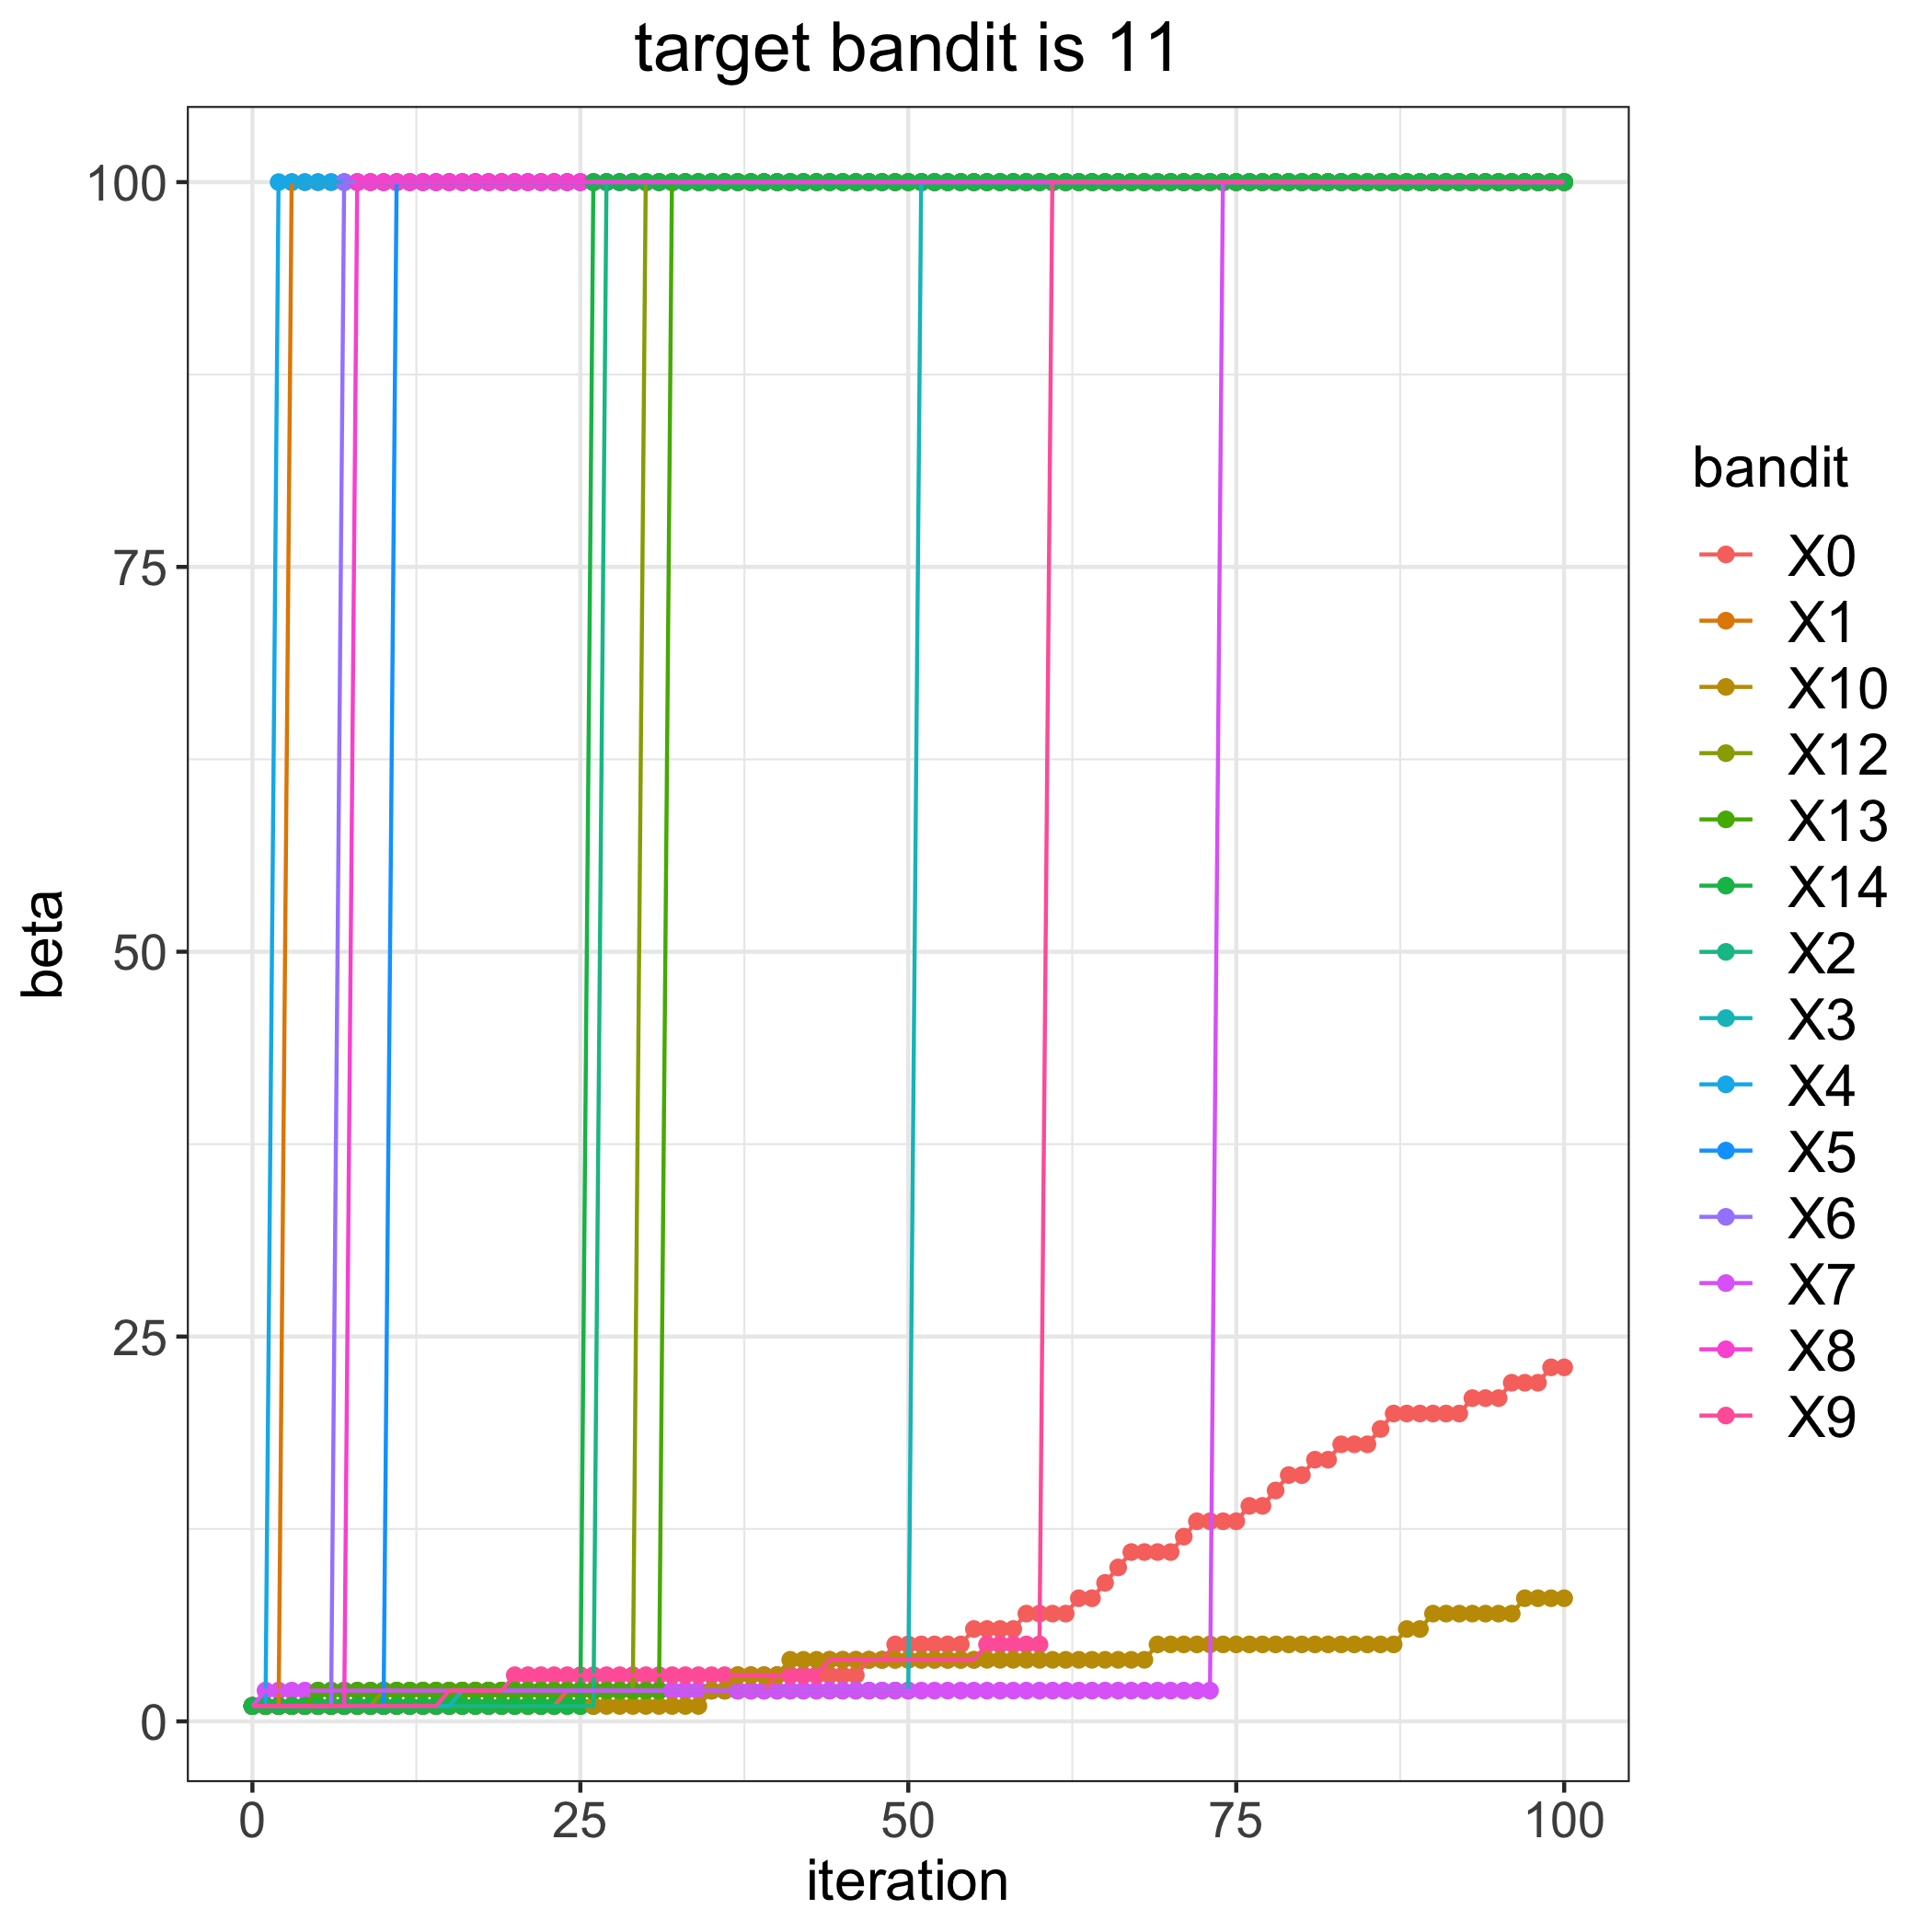 target bandit is 11
100
75
50
25
0
beta
0 25 50 75 100
iteration
bandit
X0
X1
X10
X12
X13
X14
X2
X3
X4
X5
X6
X7
X8
X9